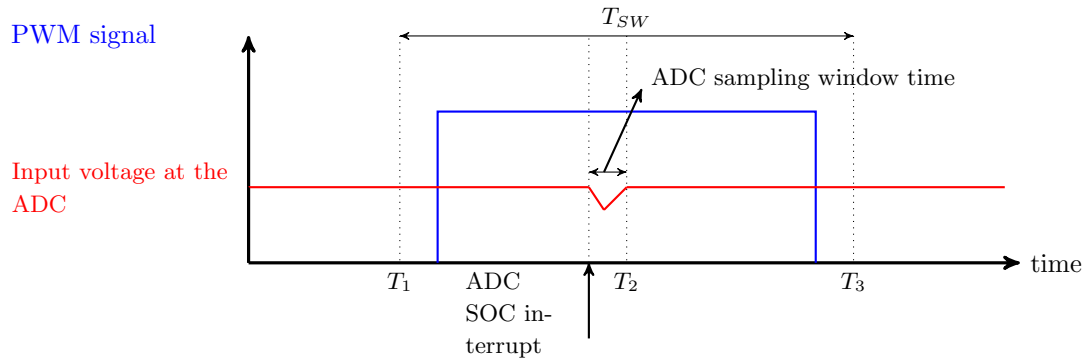 T_SW
PWM signal
ADC sampling window time
Input voltage at the
ADC
time
T_1
ADC
SOC in-
terrupt
T_2
T_3